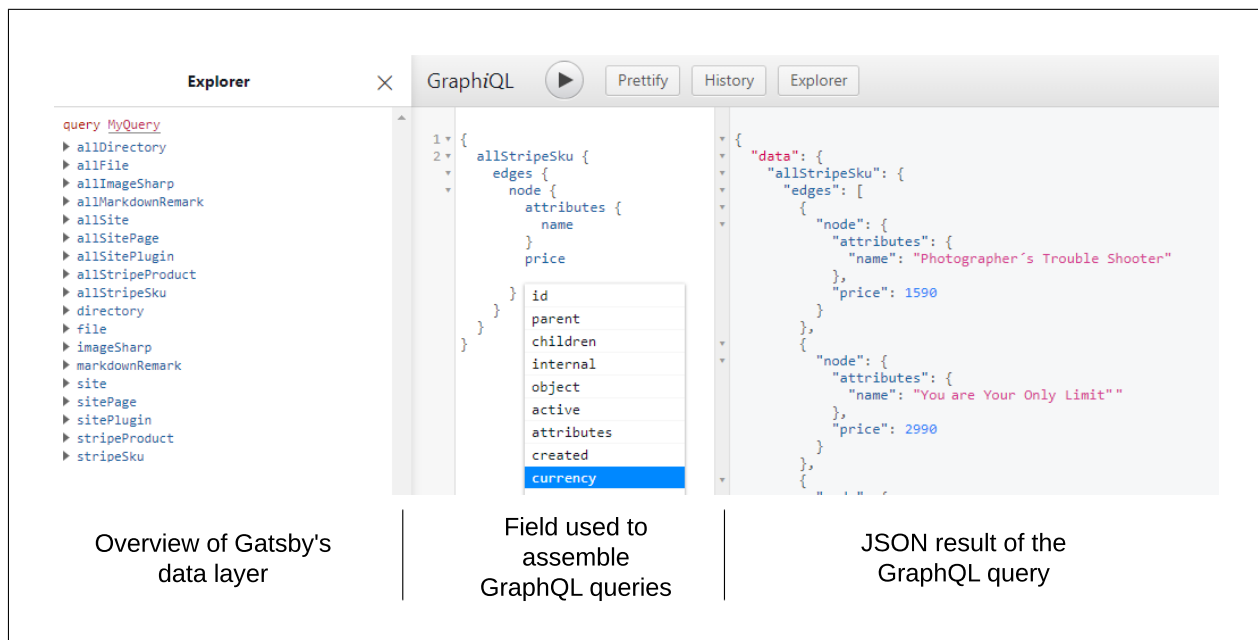 Explorer
GraphiQL
Prettify
History
Explorer
query MyQuery
allDirectory
allFile
allImageSharp
allMarkdownRemark
allSite
allSitePage
allSitePlugin
allStripeProduct
allStripeSku
directory
file
imageSharp
markdownRemark
site
sitePage
sitePlugin
stripeProduct
stripeSku
1 {
2 allStripeSku {
edges {
node {
attributes {
name
}
price
}
}
}
}
id
parent
children
internal
object
active
attributes
created
currency
{
"data": {
"allStripeSku": {
"edges": [
{
"node": {
"attributes": {
"name": "Photographer´s Trouble Shooter"
},
"price": 1590
}
},
{
"node": {
"attributes": {
"name": "You are Your Only Limit""
},
"price": 2990
}
},
{
Overview of Gatsby's
data layer
Field used to
assemble
GraphQL queries
JSON result of the
GraphQL query